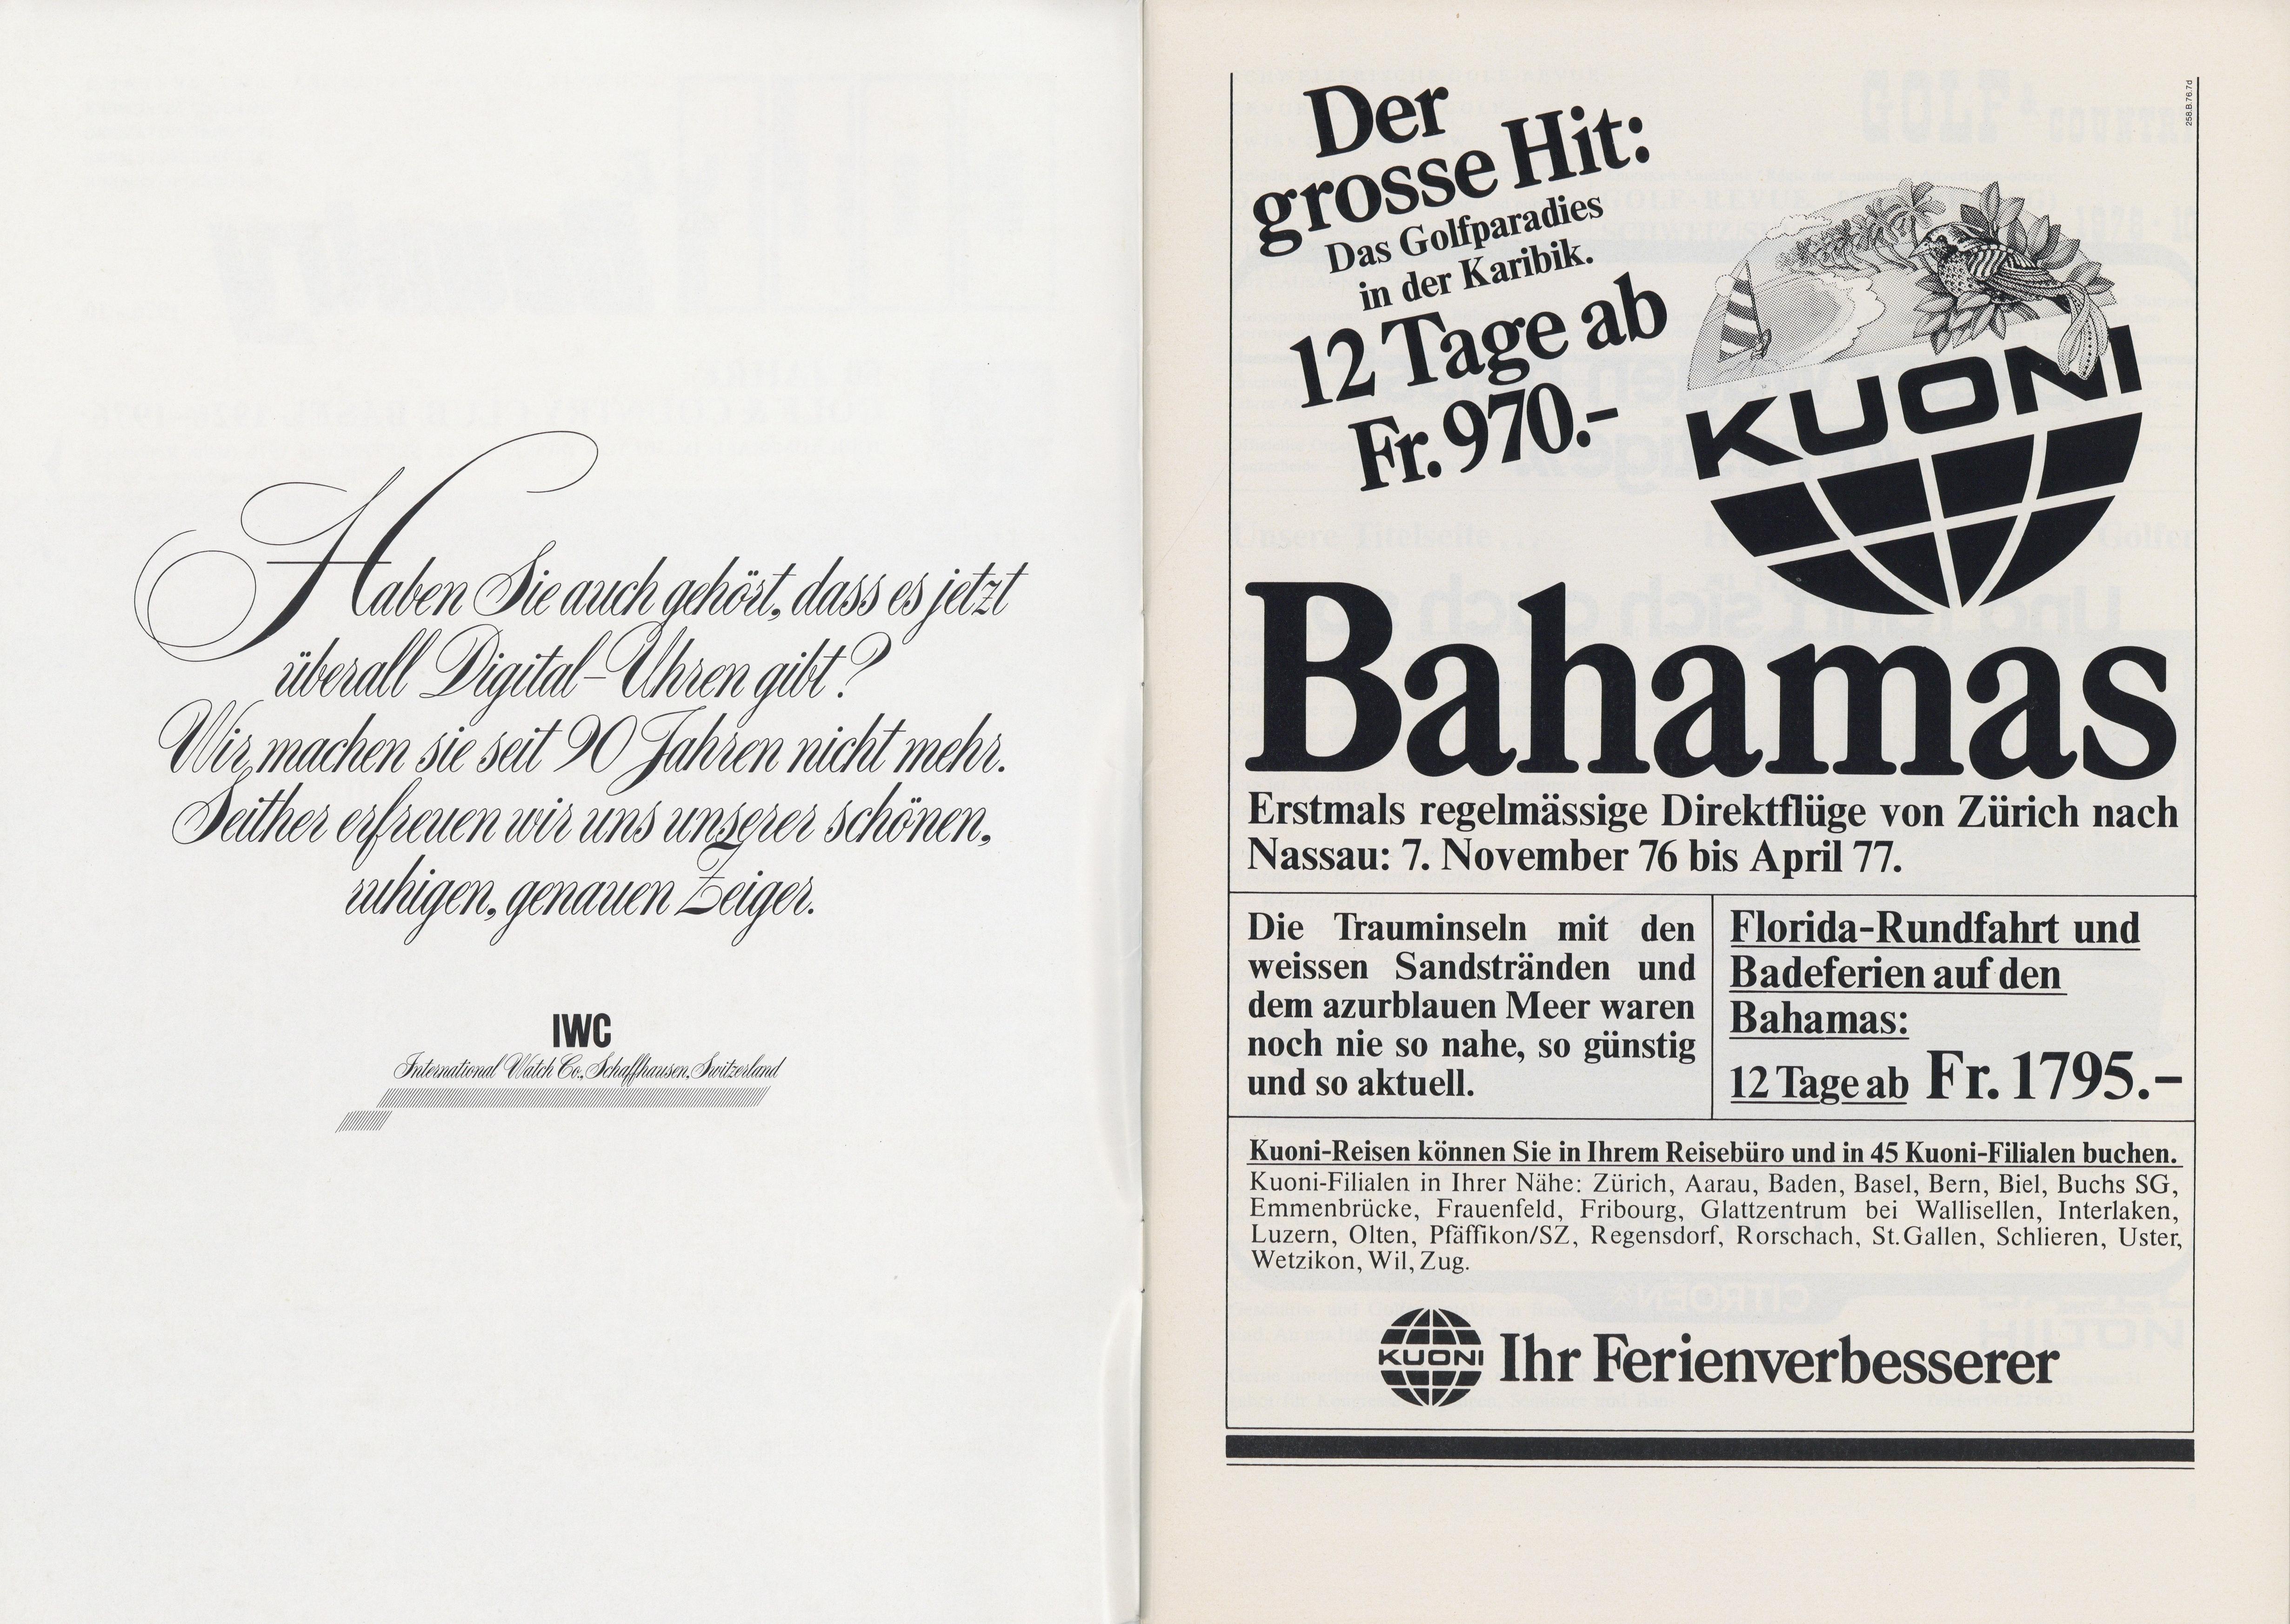 Haben Sie auch gehört, dass es jetzt
überall Digital-Uhren gibt?
Wir machen sie seit 90 Jahren nicht mehr.
Seither erfreuen wir uns unserer schönen,
ruhigen, genauen Zeiger.
IWC
International Watch Co., Schaffhausen, Switzerland
258.B.76.7d
Der
grosse Hit:
Das Golfparadies
in der Karibik.
12 Tage ab
Fr. 970.–
KUONI
Bahamas
Erstmals regelmässige Direktflüge von Zürich nach
Nassau: 7. November 76 bis April 77.
Die Trauminseln mit den
weissen Sandstränden und
dem azurblauen Meer waren
noch nie so nahe, so günstig
und so aktuell.
Florida-Rundfahrt und
Badeferien auf den
Bahamas:
12 Tage ab Fr. 1795.–
Kuoni-Reisen können Sie in Ihrem Reisebüro und in 45 Kuoni-Filialen buchen.
Kuoni-Filialen in Ihrer Nähe: Zürich, Aarau, Baden, Basel, Bern, Biel, Buchs SG,
Emmenbrücke, Frauenfeld, Fribourg, Glattzentrum bei Wallisellen, Interlaken,
Luzern, Olten, Pfäffikon/SZ, Regensdorf, Rorschach, St.Gallen, Schlieren, Uster,
Wetzikon, Wil, Zug.
KUONI Ihr Ferienverbesserer